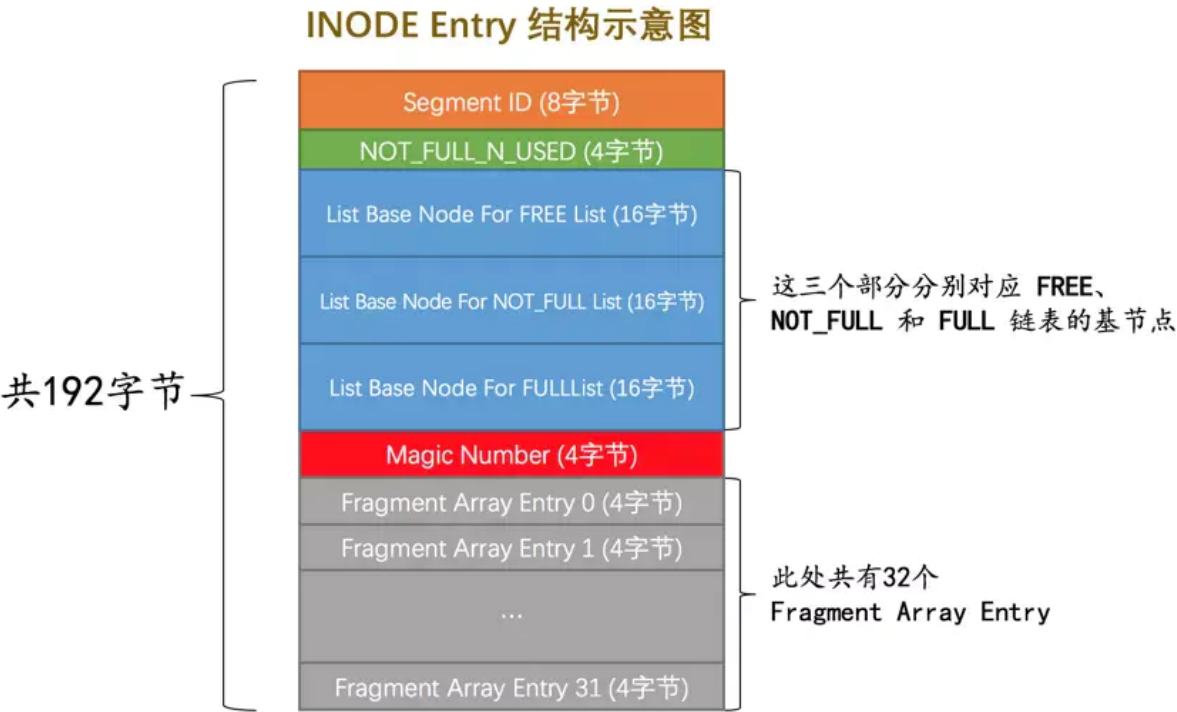 INODE Entry 结构示意图
Segment ID (8字节)
NOT_FULL_N_USED (4字节)
List Base Node For FREE List (16字节)
List Base Node For NOT_FULL List (16字节)
List Base Node For FULLList (16字节)
这三个部分分别对应 FREE、
NOT_FULL 和 FULL 链表的基节点
共192字节
Magic Number (4字节)
Fragment Array Entry 0 (4字节)
Fragment Array Entry 1 (4字节)
...
Fragment Array Entry 31 (4字节)
此处共有32个
Fragment Array Entry